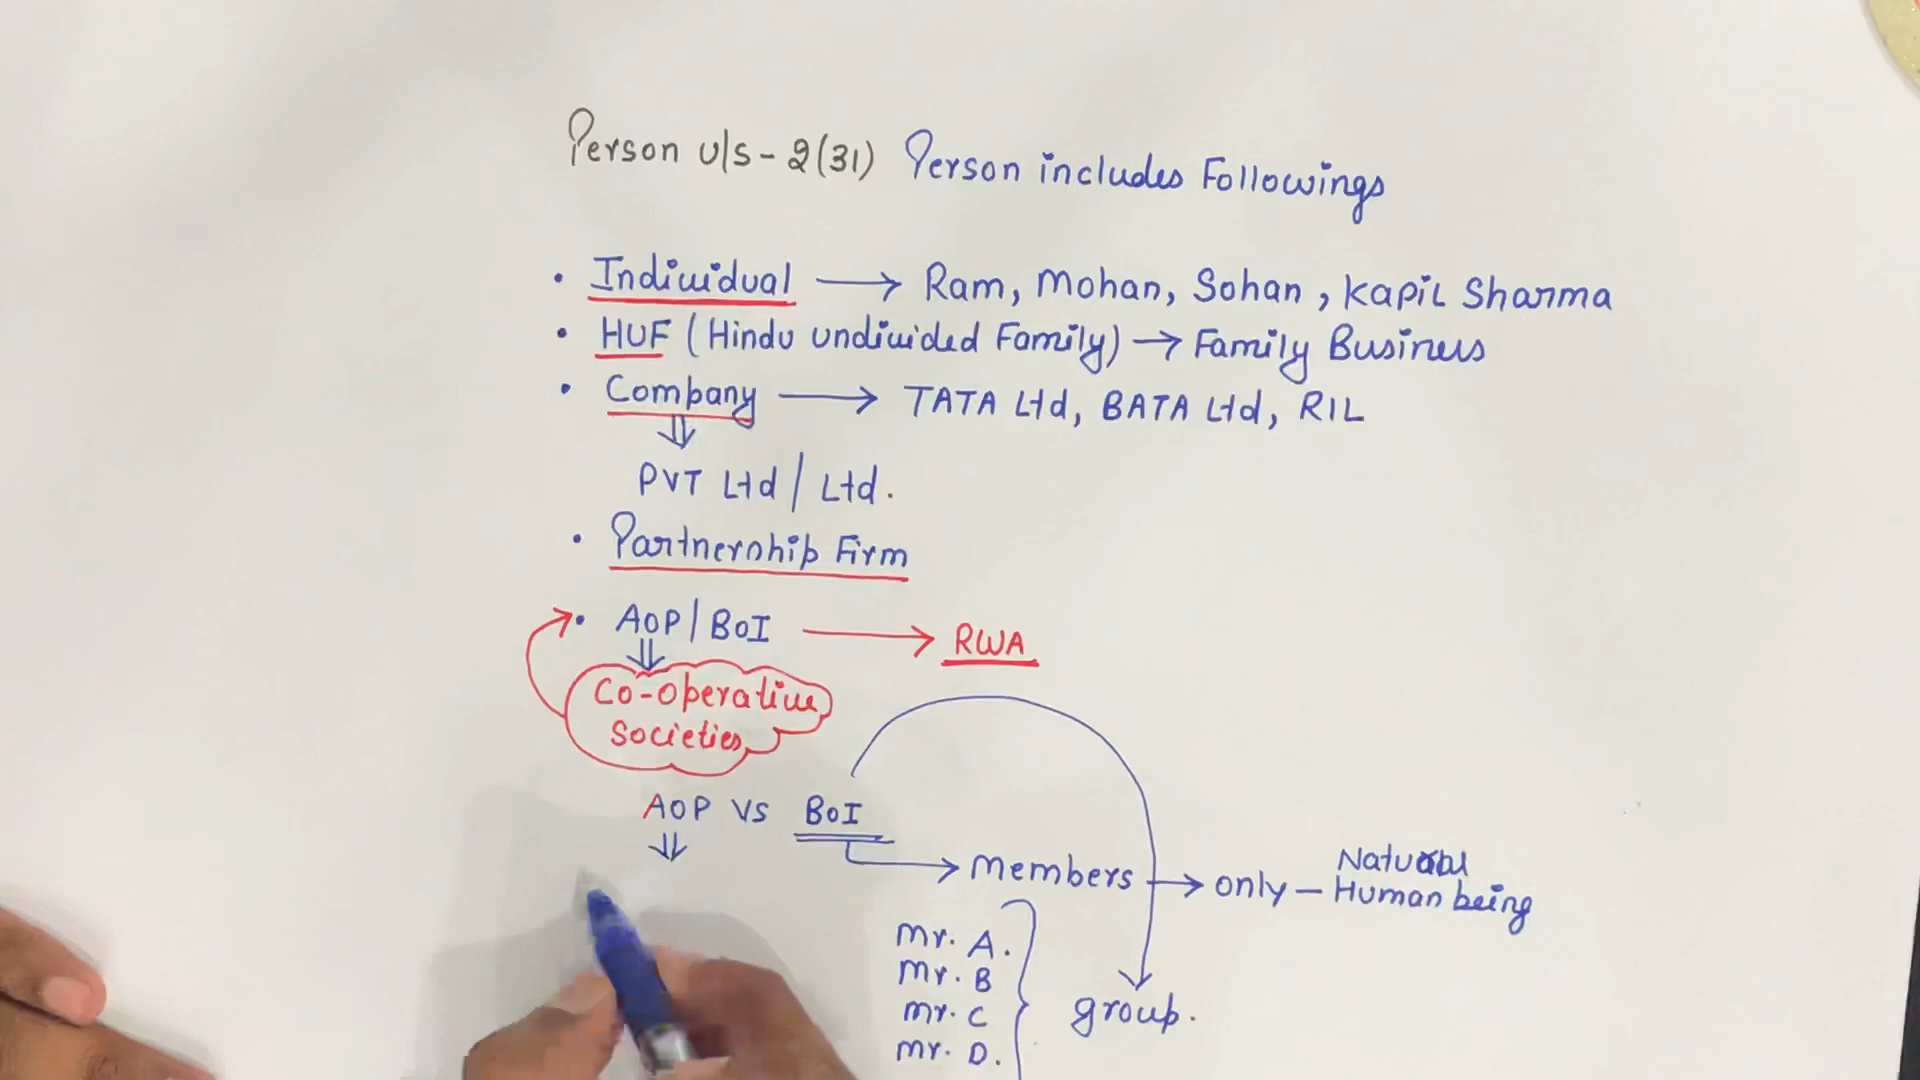 Person U/S - 2(31) Person includes Followings
• Individual → Ram, Mohan, Sohan, Kapil Sharma
• HUF (Hindu undivided Family) → Family Business
• Company → TATA Ltd, BATA Ltd, RIL
PVT Ltd / Ltd.
• Partnership Firm
• AOP/BOI → RWA
Co-operative
Societies
AOP VS BOI
Members → only - Natural
Human being
Mr. A.
Mr. B
Mr. C
Mr. D.
group.